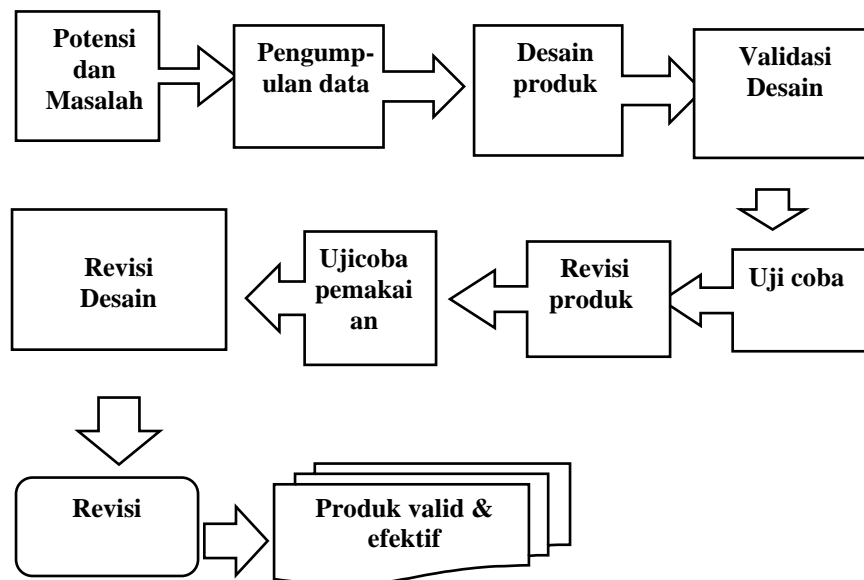 Potensi
dan
Masalah
Pengump-
ulan data
Desain
produk
Validasi
Desain
Uji coba
Revisi
produk
Ujicoba
pemakai
an
Revisi
Desain
Revisi
Produk valid &
efektif